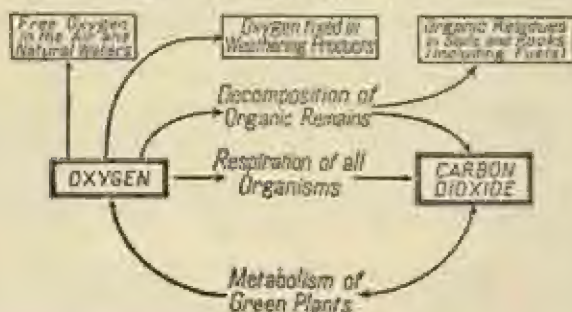 Free Oxygen
in the Air and
Natural Waters
Oxygen fixed in
Weathering Products
Organic Residues
in Soils and Rocks
(including Fuels)
Decomposition of
Organic Remains
OXYGEN
Respiration of all
Organisms
CARBON
DIOXIDE
Metabolism of
Green Plants